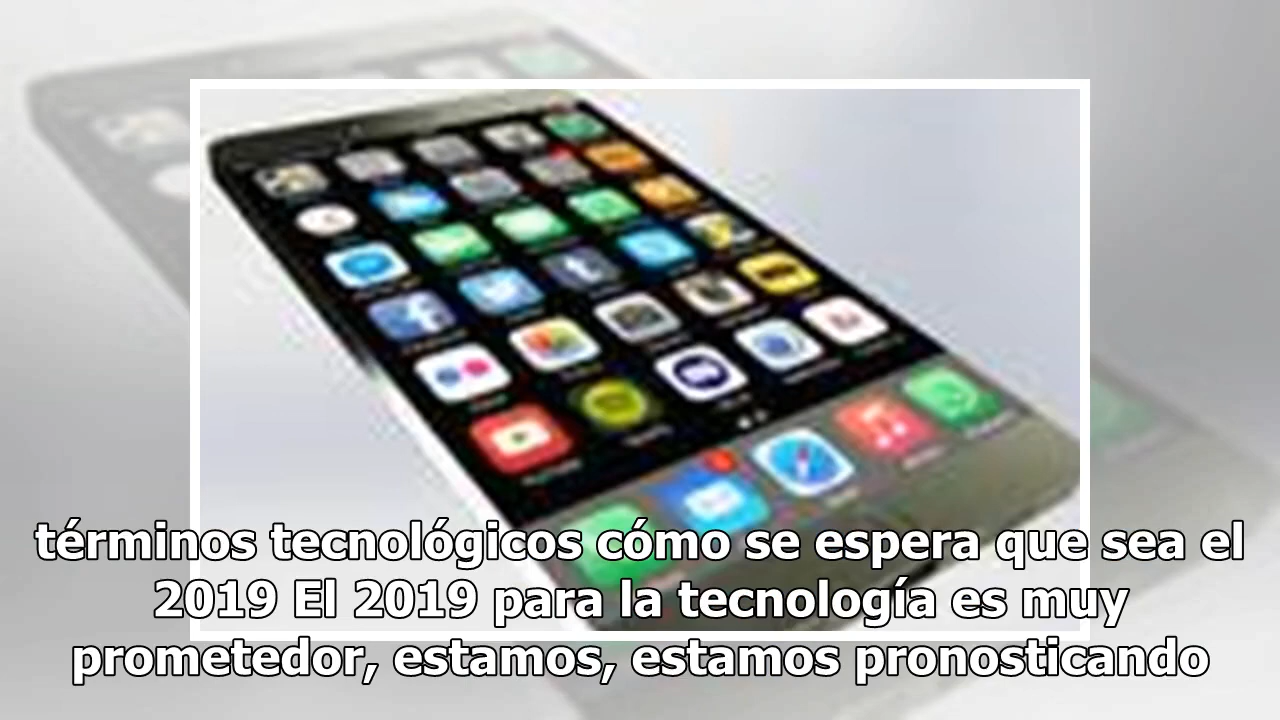 términos tecnológicos cómo se espera que sea el
2019 El 2019 para la tecnología es muy
prometedor, estamos, estamos pronosticando